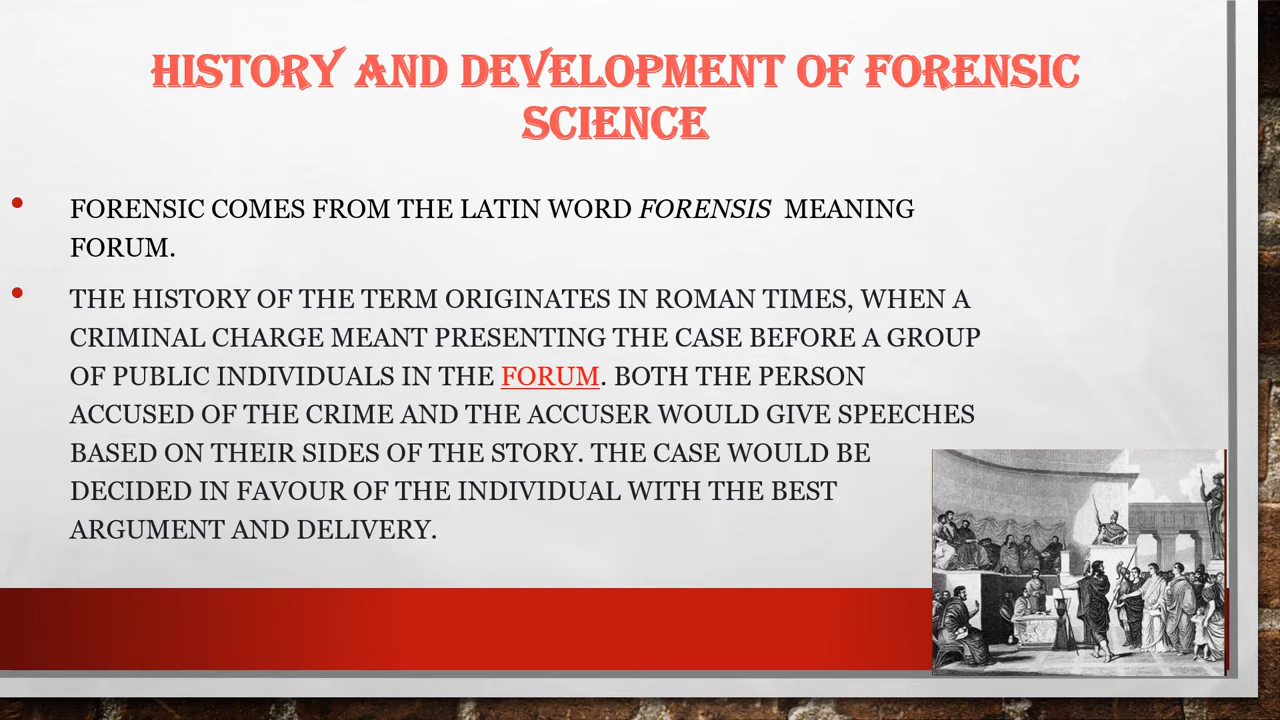 HISTORY AND DEVELOPMENT OF FORENSIC
SCIENCE
• FORENSIC COMES FROM THE LATIN WORD FORENSIS MEANING
FORUM.
• THE HISTORY OF THE TERM ORIGINATES IN ROMAN TIMES, WHEN A
CRIMINAL CHARGE MEANT PRESENTING THE CASE BEFORE A GROUP
OF PUBLIC INDIVIDUALS IN THE FORUM. BOTH THE PERSON
ACCUSED OF THE CRIME AND THE ACCUSER WOULD GIVE SPEECHES
BASED ON THEIR SIDES OF THE STORY. THE CASE WOULD BE
DECIDED IN FAVOUR OF THE INDIVIDUAL WITH THE BEST
ARGUMENT AND DELIVERY.